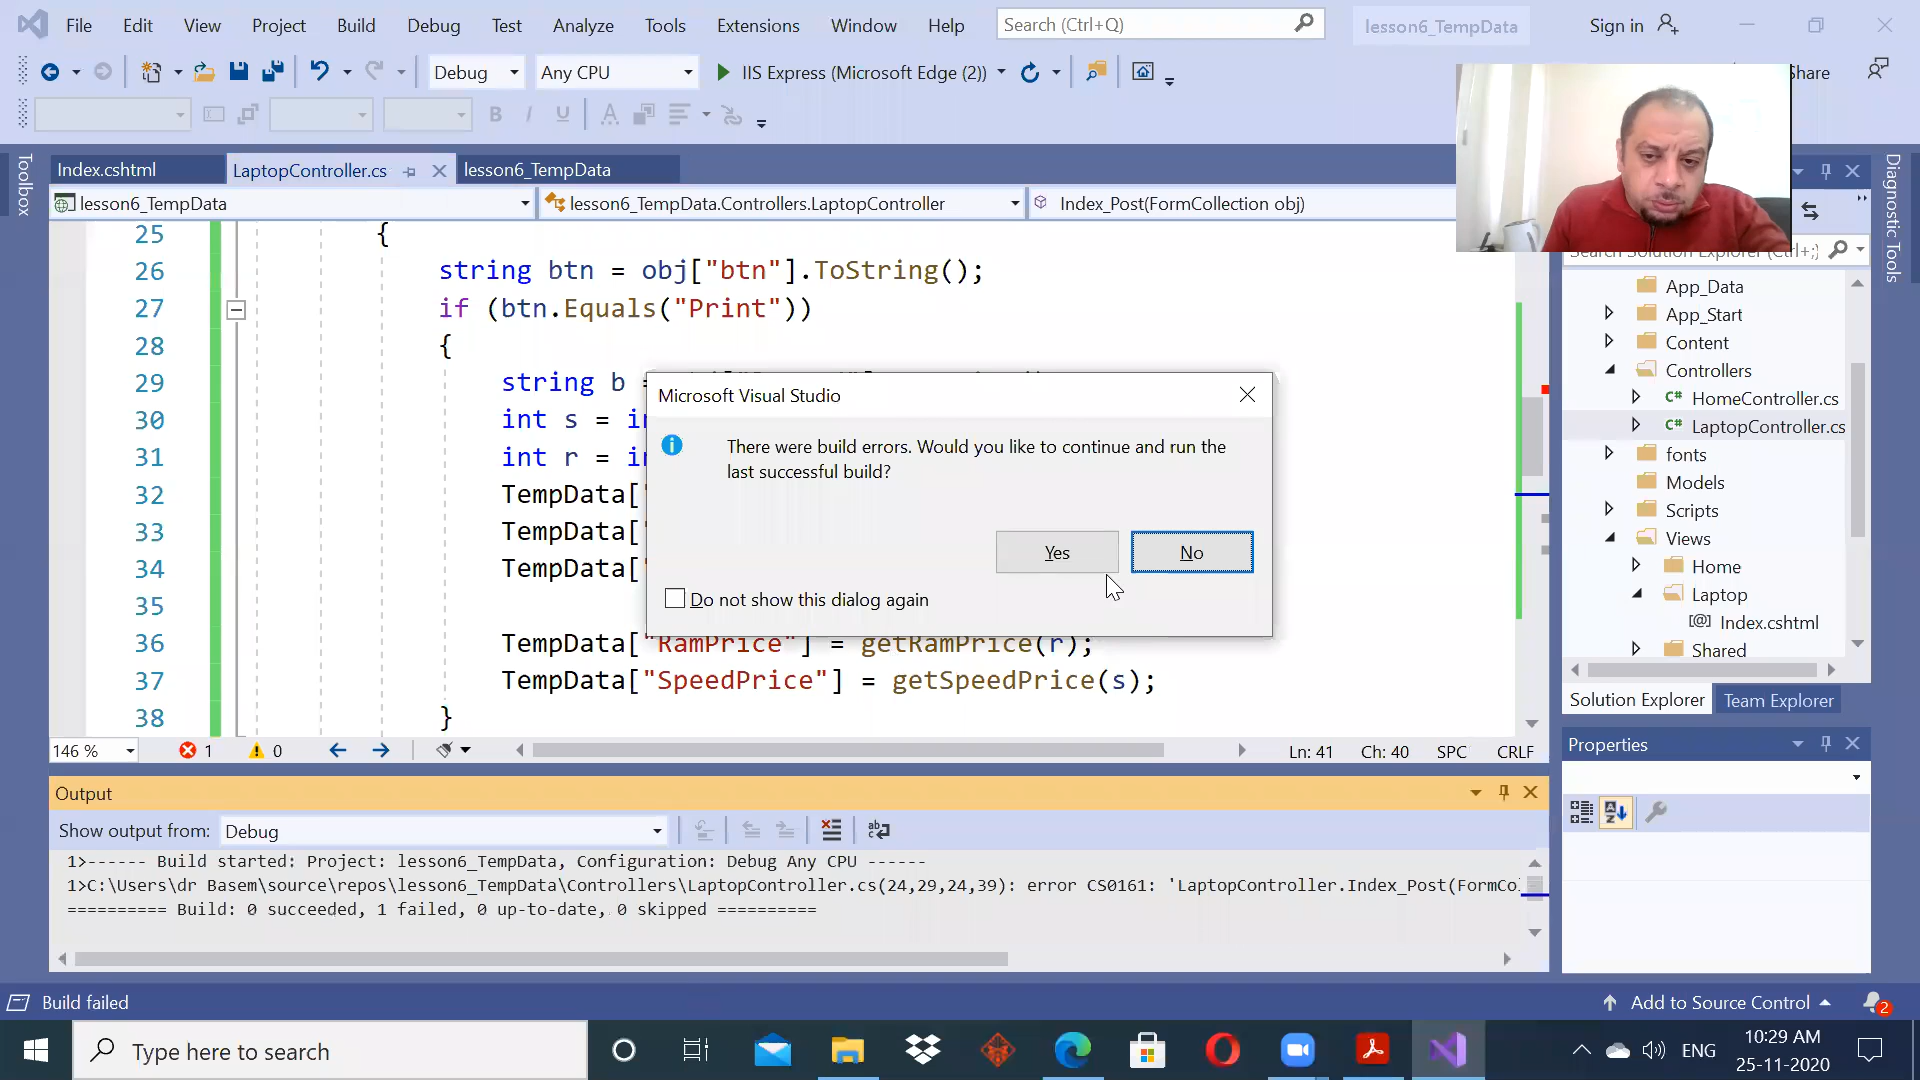 File Edit View Project Build Debug Test Analyze Tools Extensions Window Help Search (Ctrl+Q) lesson6_TempData Sign in
Debug Any CPU IIS Express (Microsoft Edge (2)) Share
B I U A
Toolbox
Index.cshtml LaptopController.cs lesson6_TempData
lesson6_TempData lesson6_TempData.Controllers.LaptopController Index_Post(FormCollection obj)
25 {
26 string btn = obj["btn"].ToString();
27 if (btn.Equals("Print"))
28 {
29 string b
30 int s =
31 int r =
32 TempData["
33 TempData[
34 TempData["
35
36 TempData["RamPrice"] = getRamPrice(r);
37 TempData["SpeedPrice"] = getSpeedPrice(s);
38 }
Microsoft Visual Studio
There were build errors. Would you like to continue and run the
last successful build?
Yes No
Do not show this dialog again
146 % 1 0 Ln: 41 Ch: 40 SPC CRLF
Output
Show output from: Debug
1>------ Build started: Project: lesson6_TempData, Configuration: Debug Any CPU ------
1>C:\Users\dr Basem\source\repos\lesson6_TempData\Controllers\LaptopController.cs(24,29,24,39): error CS0161: 'LaptopController.Index_Post(FormCo
========== Build: 0 succeeded, 1 failed, 0 up-to-date, 0 skipped ==========
Search Solution Explorer (Ctrl+;)
App_Data
App_Start
Content
Controllers
C# HomeController.cs
C# LaptopController.cs
fonts
Models
Scripts
Views
Home
Laptop
[@] Index.cshtml
Shared
Solution Explorer Team Explorer
Properties
Diagnostic Tools
Build failed Add to Source Control 2
Type here to search
ENG 10:29 AM
25-11-2020